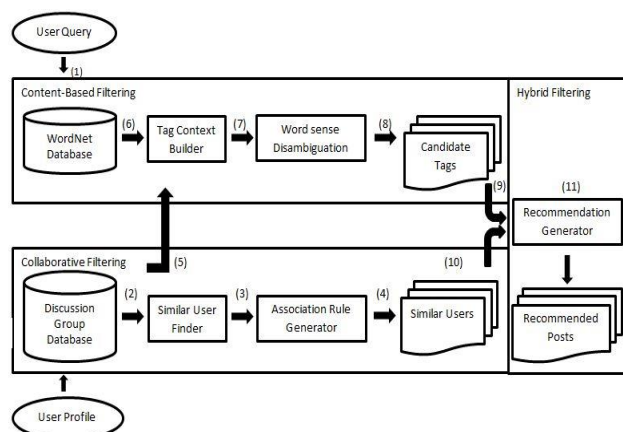 User Query
(1)
Content-Based Filtering
Hybrid Filtering
(6)
(7)
(8)
WordNet
Database
Tag Context
Builder
Word sense
Disambiguation
Candidate
Tags
(9)
(11)
Recommendation
Generator
Collaborative Filtering
(5)
(10)
(2)
(3)
(4)
Discussion
Group
Database
Similar User
Finder
Association Rule
Generator
Similar Users
Recommended
Posts
User Profile